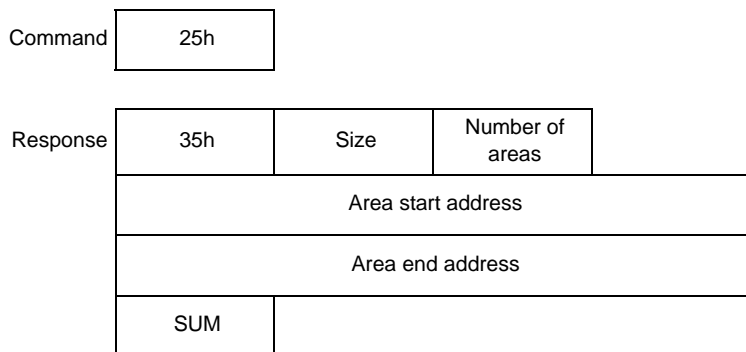 Command 25h
Response 35h Size Number of
areas
Area start address
Area end address
SUM